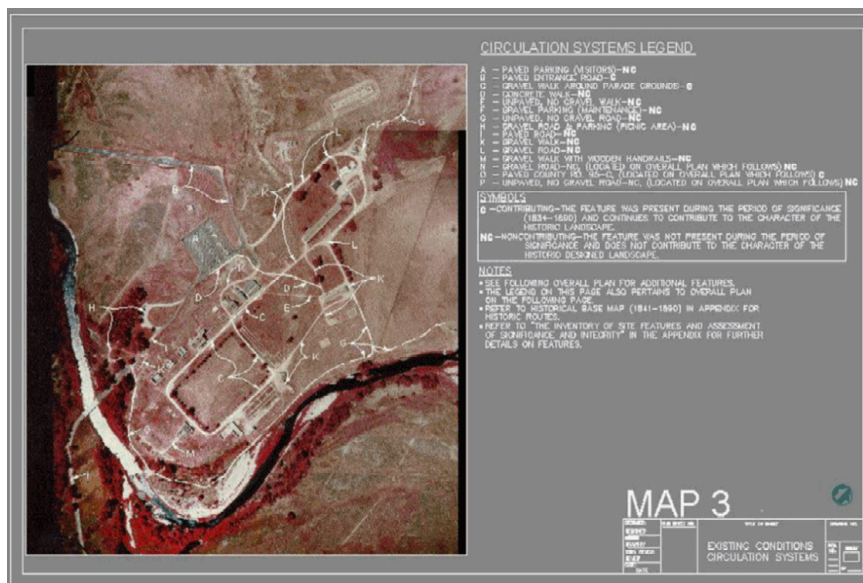 CIRCULATION SYSTEMS LEGEND
A – PAVED PARKING (VISITORS)–NC
B – PAVED ENTRANCE ROAD–C
C – GRAVEL WALK AROUND PARADE GROUNDS–C
D – CONCRETE WALK–NC
E – UNPAVED, NO GRAVEL WALK–NC
F – GRAVEL PARKING (MAINTENANCE)–NC
G – UNPAVED, NO GRAVEL ROAD–NC
H – GRAVEL ROAD & PARKING (PICNIC AREA)–NC
I – PAVED ROAD–NC
K – GRAVEL WALK–NC
L – GRAVEL ROAD–NC
M – GRAVEL WALK WITH WOODEN HANDRAILS–NC
N – GRAVEL ROAD–NC, (LOCATED ON OVERALL PLAN WHICH FOLLOWS) NC
O – PAVED COUNTY RD. (LOCATED ON OVERALL PLAN WHICH FOLLOWS) C
P – UNPAVED, NO GRAVEL ROAD–NC, (LOCATED ON OVERALL PLAN WHICH FOLLOWS) NC
SYMBOLS
C –CONTRIBUTING–THE FEATURE WAS PRESENT DURING THE PERIOD OF SIGNIFICANCE
(1834–1890) AND CONTINUES TO CONTRIBUTE TO THE CHARACTER OF THE
HISTORIC LANDSCAPE.
NC –NONCONTRIBUTING–THE FEATURE WAS NOT PRESENT DURING THE PERIOD OF
SIGNIFICANCE AND DOES NOT CONTRIBUTE TO THE CHARACTER OF THE
HISTORIC DESIGNED LANDSCAPE.
NOTES
• SEE FOLLOWING OVERALL PLAN FOR ADDITIONAL FEATURES.
• THE LEGEND ON THIS PAGE ALSO PERTAINS TO OVERALL PLAN
ON THE FOLLOWING PAGE.
• REFER TO HISTORICAL BASE MAP (1841–1890) IN APPENDIX FOR
HISTORIC ROUTES.
• REFER TO "THE INVENTORY OF SITE FEATURES AND ASSESSMENT
OF SIGNIFICANCE AND INTEGRITY" IN THE APPENDIX FOR FURTHER
DETAILS ON FEATURES.
MAP 3
TITLE OF SHEET
EXISTING CONDITIONS
CIRCULATION SYSTEMS